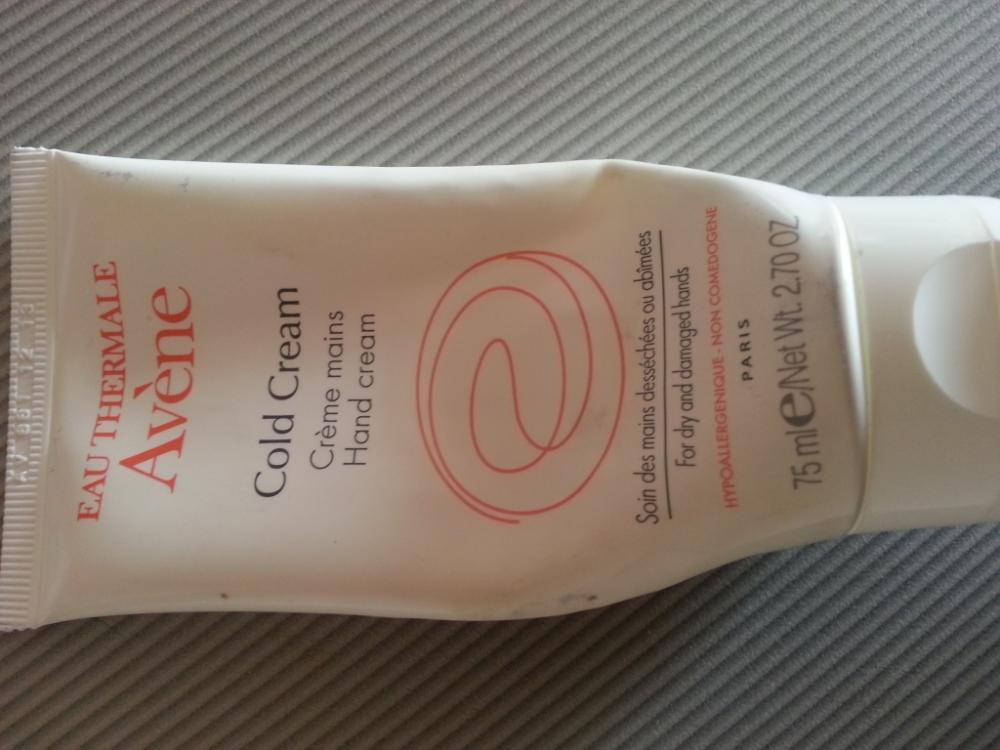 EAU THERMALE
Avène
Cold Cream
Crème mains
Hand cream
Soin des mains desséchées ou abîmées
For dry and damaged hands
HYPOALLERGENIQUE - NON COMEDOGENE
PARIS
75 ml e/Net Wt. 2.70 OZ